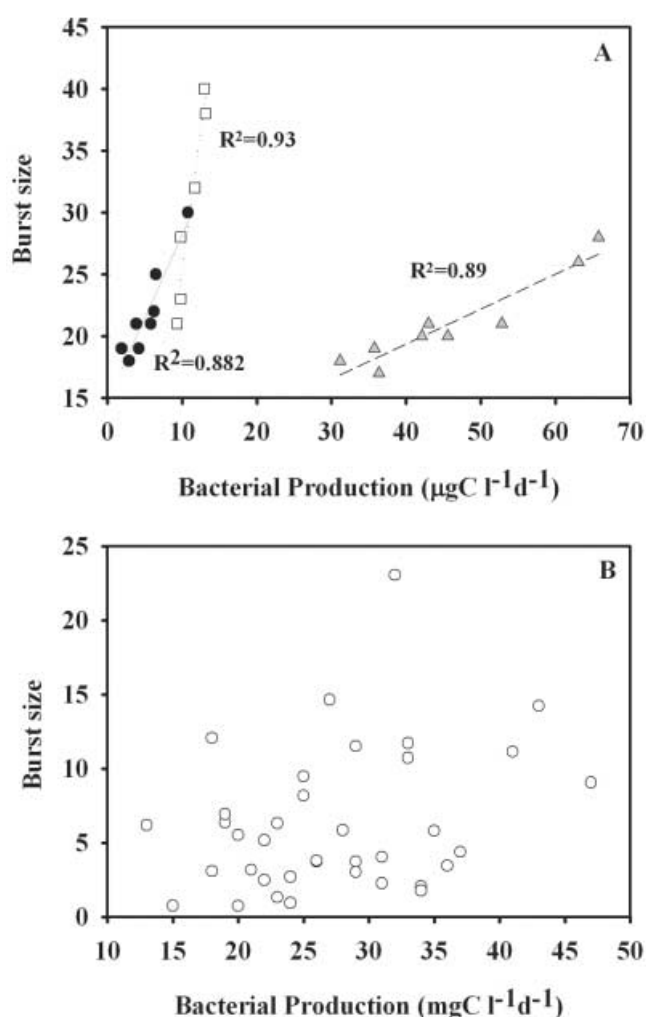 A
45
40
35
30
25
20
15
Burst size
R²=0.93
R²=0.89
R²=0.882
0 10 20 30 40 50 60 70
Bacterial Production (μgC l⁻¹d⁻¹)
B
25
20
15
10
5
0
Burst size
10 15 20 25 30 35 40 45 50
Bacterial Production (mgC l⁻¹d⁻¹)